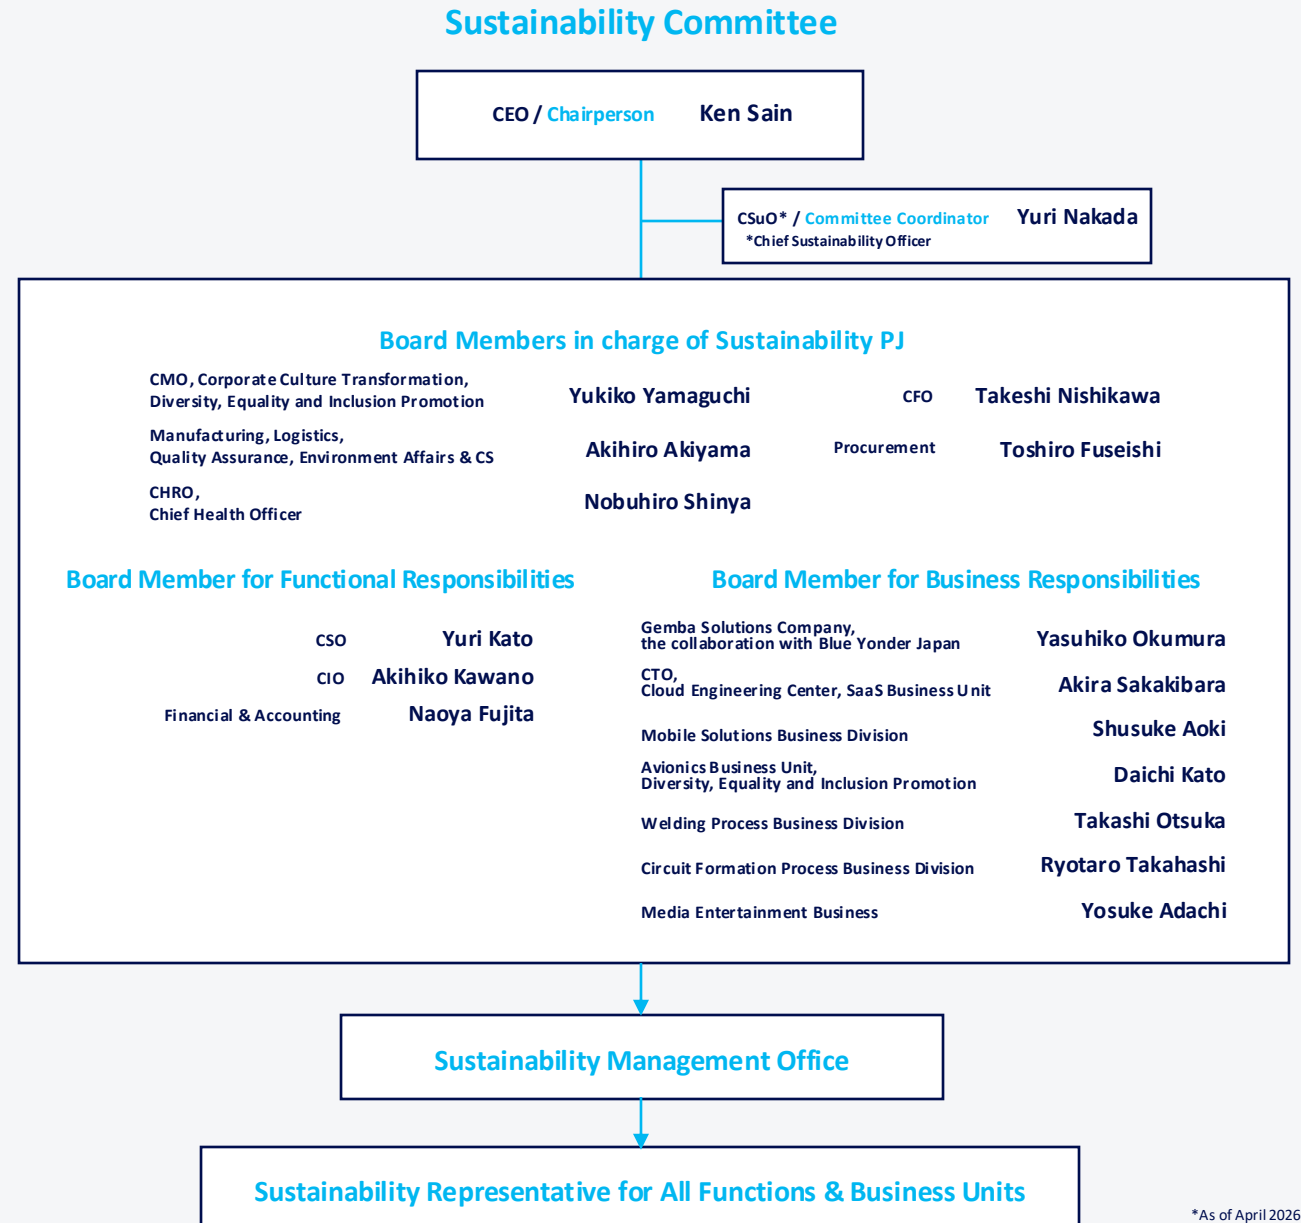 Sustainability Committee
CEO / Chairperson Ken Sain
CSuO* / Committee Coordinator Yuri Nakada
*Chief Sustainability Officer
Board Members in charge of Sustainability PJ
CMO, Corporate Culture Transformation,
Diversity, Equality and Inclusion Promotion
Yukiko Yamaguchi
CFO Takeshi Nishikawa
Manufacturing, Logistics,
Quality Assurance, Environment Affairs & CS
Akihiro Akiyama
Procurement Toshiro Fuseishi
CHRO,
Chief Health Officer
Nobuhiro Shinya
Board Member for Functional Responsibilities
CSO Yuri Kato
CIO Akihiko Kawano
Financial & Accounting Naoya Fujita
Board Member for Business Responsibilities
Gemba Solutions Company,
the collaboration with Blue Yonder Japan
Yasuhiko Okumura
CTO,
Cloud Engineering Center, SaaS Business Unit
Akira Sakakibara
Mobile Solutions Business Division Shusuke Aoki
Avionics Business Unit,
Diversity, Equality and Inclusion Promotion
Daichi Kato
Welding Process Business Division Takashi Otsuka
Circuit Formation Process Business Division Ryotaro Takahashi
Media Entertainment Business Yosuke Adachi
Sustainability Management Office
Sustainability Representative for All Functions & Business Units
*As of April 2026